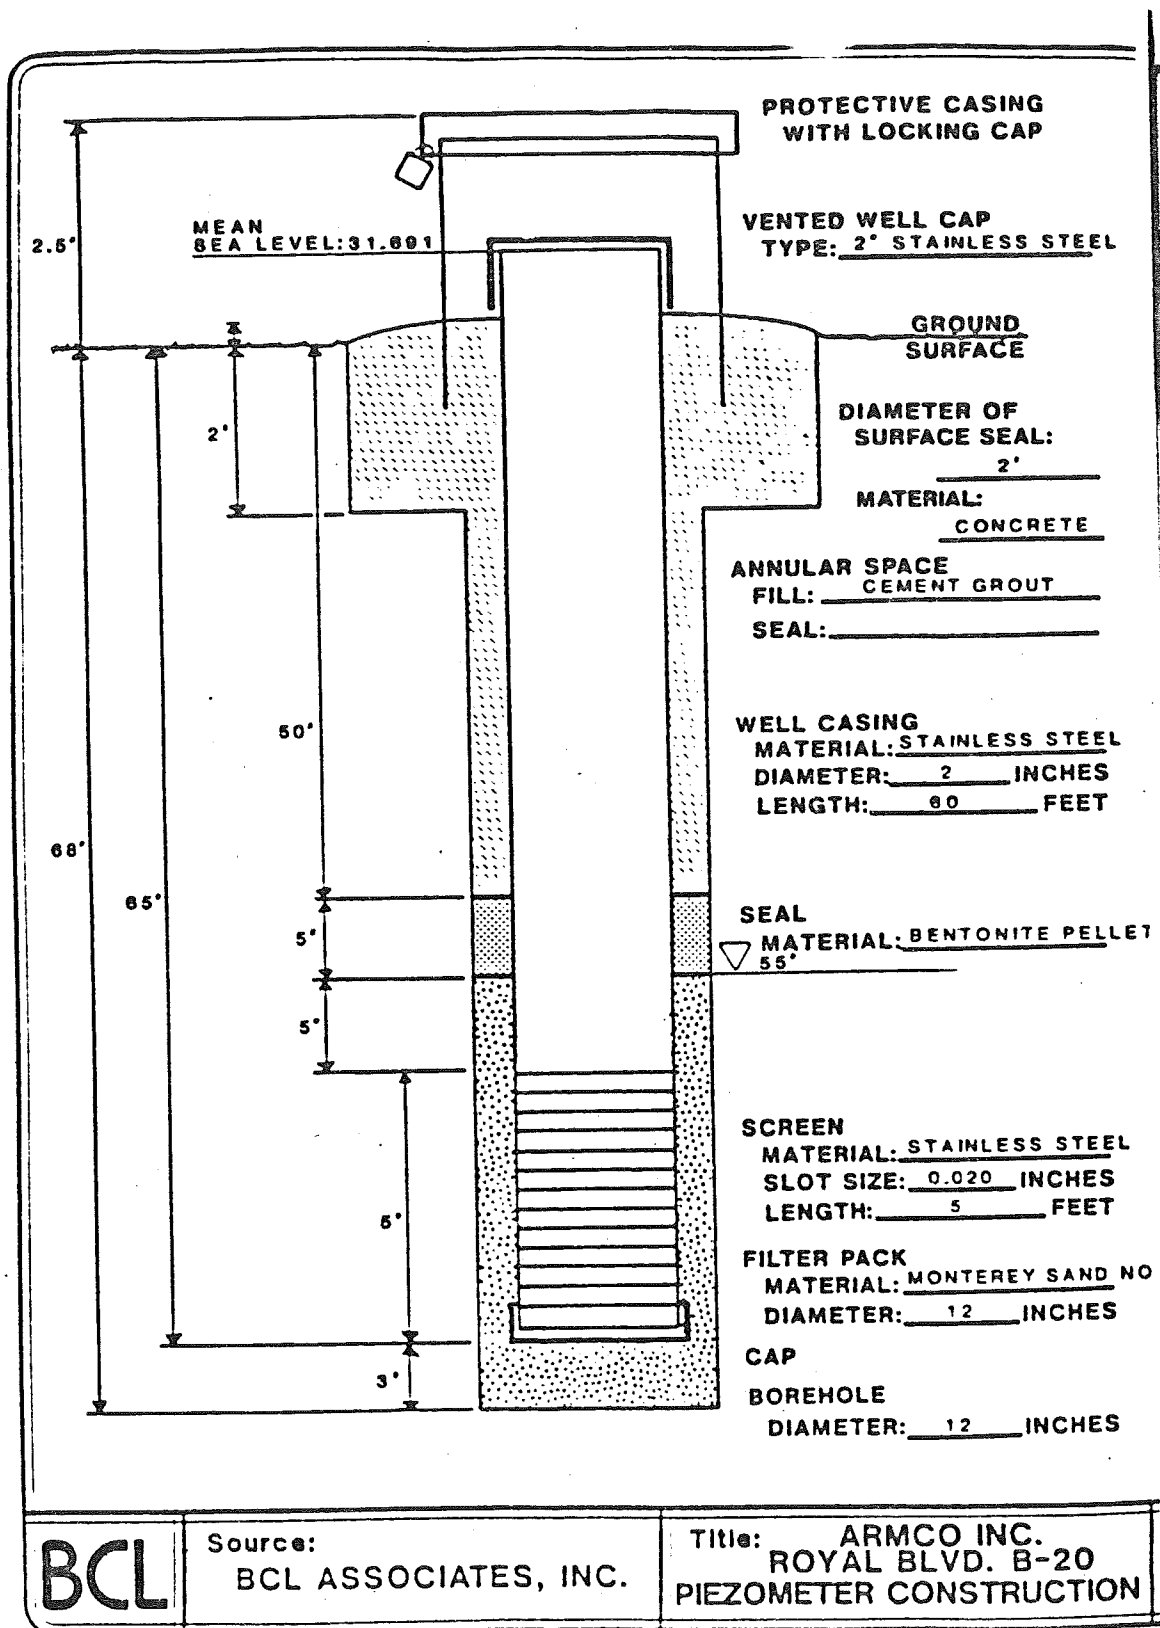 PROTECTIVE CASING
WITH LOCKING CAP
2.5'
MEAN
SEA LEVEL:31.691
VENTED WELL CAP
TYPE: 2" STAINLESS STEEL
GROUND
SURFACE
2'
DIAMETER OF
SURFACE SEAL:
2'
MATERIAL:
CONCRETE
ANNULAR SPACE
FILL: CEMENT GROUT
SEAL:
50'
WELL CASING
MATERIAL: STAINLESS STEEL
DIAMETER: 2 INCHES
LENGTH: 60 FEET
68'
65'
5'
SEAL
MATERIAL: BENTONITE PELLET
55'
5'
SCREEN
MATERIAL: STAINLESS STEEL
SLOT SIZE: 0.020 INCHES
LENGTH: 5 FEET
5'
FILTER PACK
MATERIAL: MONTEREY SAND NO
DIAMETER: 12 INCHES
CAP
3'
BOREHOLE
DIAMETER: 12 INCHES
BCL
Source:
BCL ASSOCIATES, INC.
Title: ARMCO INC.
ROYAL BLVD. B-20
PIEZOMETER CONSTRUCTION